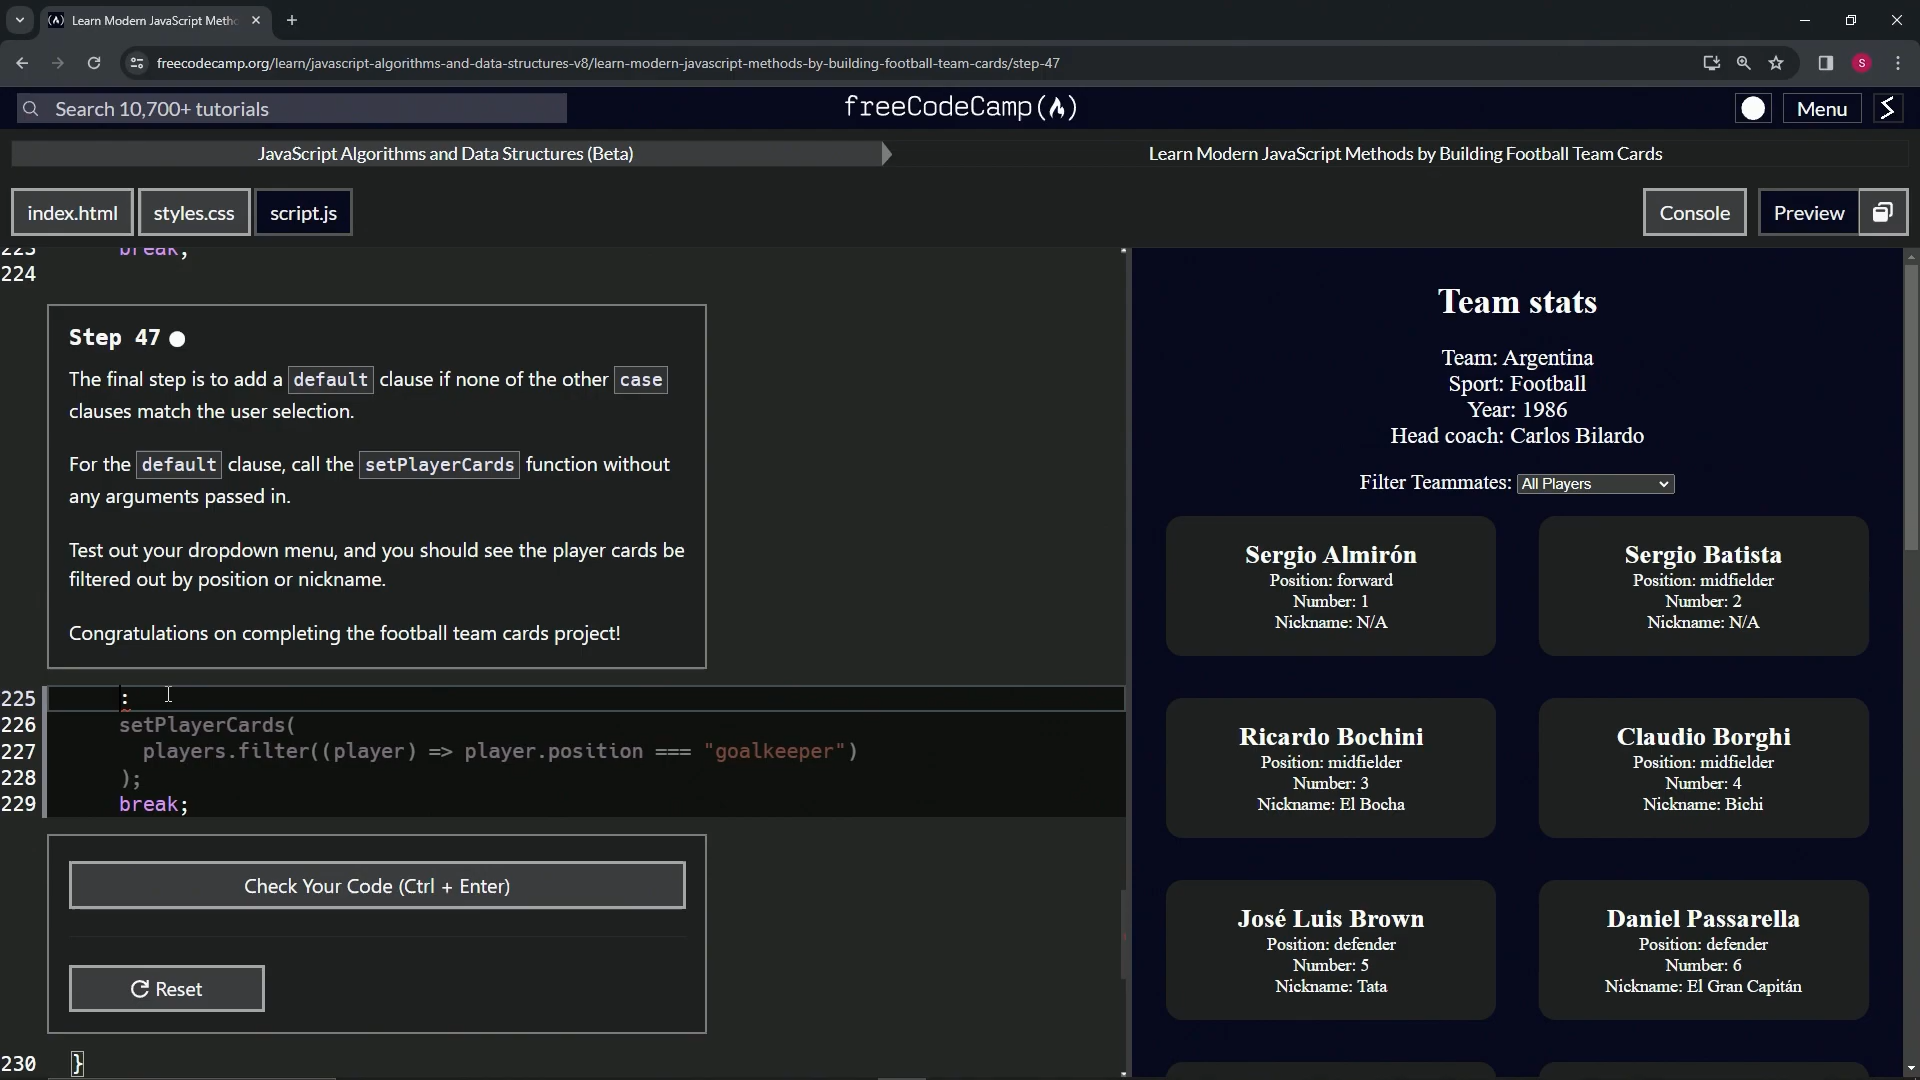 Learn Modern JavaScript Meth
freecodecamp.org/learn/javascript-algorithms-and-data-structures-v8/learn-modern-javascript-methods-by-building-football-team-cards/step-47
S
Search 10,700+ tutorials
freeCodeCamp(🔥)
Menu
JavaScript Algorithms and Data Structures (Beta)
Learn Modern JavaScript Methods by Building Football Team Cards
index.html
styles.css
script.js
Console
Preview
223 break;
224
Step 47
The final step is to add a default clause if none of the other case
clauses match the user selection.
For the default clause, call the setPlayerCards function without
any arguments passed in.
Test out your dropdown menu, and you should see the player cards be
filtered out by position or nickname.
Congratulations on completing the football team cards project!
225 :
226 setPlayerCards(
227 players.filter((player) => player.position === "goalkeeper")
228 );
229 break;
Check Your Code (Ctrl + Enter)
Reset
230 }
Team stats
Team: Argentina
Sport: Football
Year: 1986
Head coach: Carlos Bilardo
Filter Teammates: All Players
Sergio Almirón
Position: forward
Number: 1
Nickname: N/A
Sergio Batista
Position: midfielder
Number: 2
Nickname: N/A
Ricardo Bochini
Position: midfielder
Number: 3
Nickname: El Bocha
Claudio Borghi
Position: midfielder
Number: 4
Nickname: Bichi
José Luis Brown
Position: defender
Number: 5
Nickname: Tata
Daniel Passarella
Position: defender
Number: 6
Nickname: El Gran Capitán